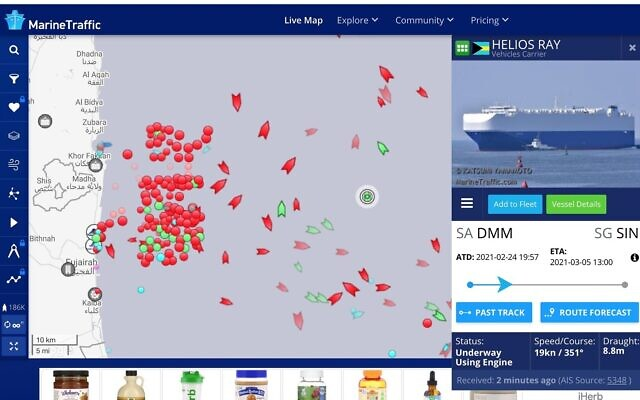 MarineTraffic
Live Map Explore Community Pricing
HELIOS RAY
Vehicles Carrier
Dhadna
ضدنا
Al Aqah
العقة
Al Bidya
البدية
Zubara
الزبارة
Khor Fakkan
Madha
مدحاء
Shis
شيص
Bithnah
Fujairah
الفجيرة
Kalba
كلباء
10 km
5 mi
186K
© KATSUMI YAMAMOTO
MarineTraffic.com
Add to Fleet Vessel Details
SA DMM SG SIN
ATD: 2021-02-24 19:57 ETA:
2021-03-05 13:00
PAST TRACK ROUTE FORECAST
Status: Speed/Course: Draught:
Underway 19kn / 351° 8.8m
Using Engine
Received: 2 minutes ago (AIS Source: 5348 )
iHerb